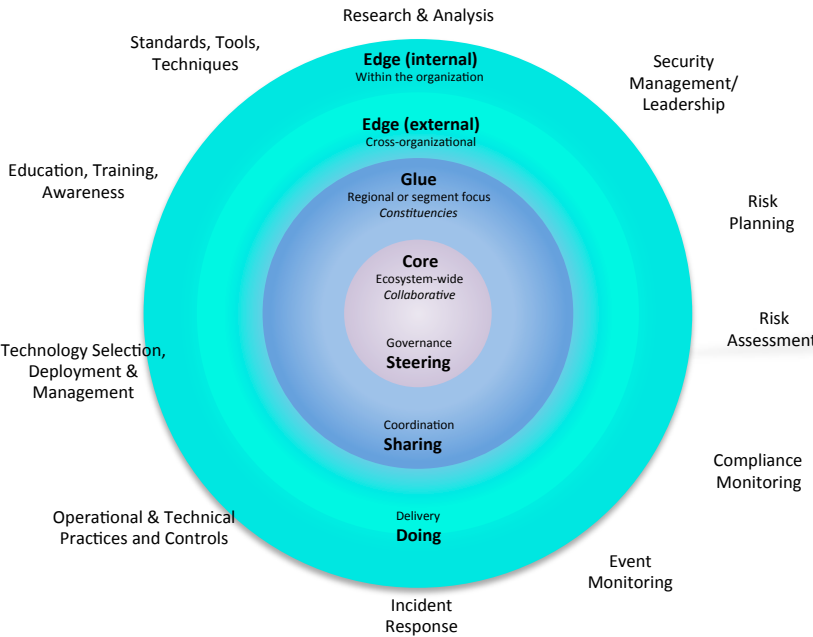 Research & Analysis
Standards, Tools,
Techniques
Security
Management/
Leadership
Education, Training,
Awareness
Risk
Planning
Risk
Assessment
Technology Selection,
Deployment &
Management
Compliance
Monitoring
Operational & Technical
Practices and Controls
Event
Monitoring
Incident
Response
Edge (internal)
Within the organization
Edge (external)
Cross-organizational
Glue
Regional or segment focus
Constituencies
Core
Ecosystem-wide
Collaborative
Governance
Steering
Coordination
Sharing
Delivery
Doing